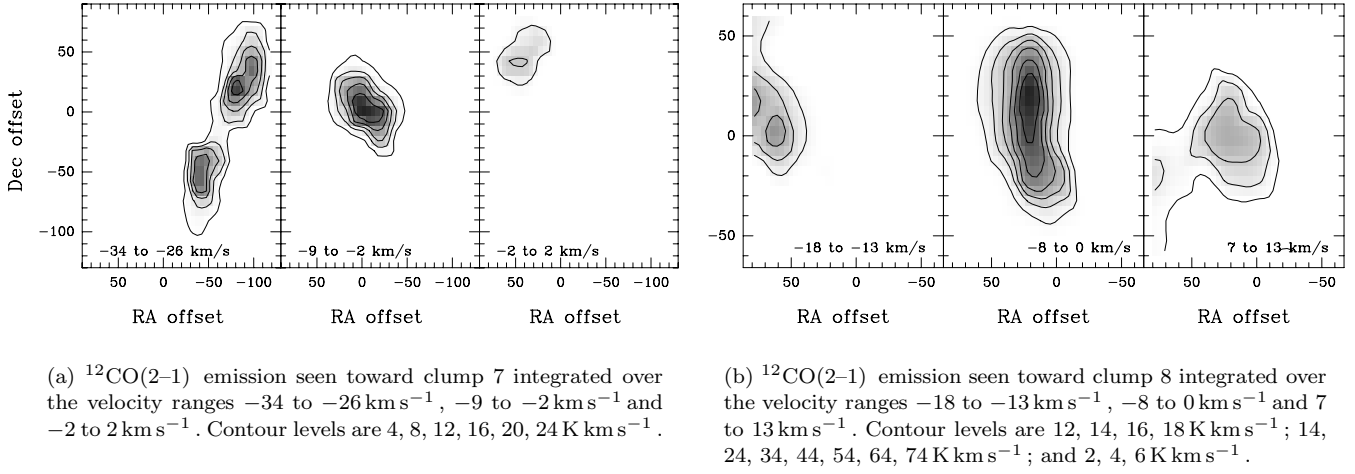 50
0
−50
−100
Dec offset
−34 to −26 km/s
−9 to −2 km/s
−2 to 2 km/s
50 0 −50 −100
50 0 −50 −100
50 0 −50 −100
RA offset
RA offset
RA offset
50
0
−50
−18 to −13 km/s
−8 to 0 km/s
7 to 13 km/s
50 0 −50
50 0 −50
50 0 −50
RA offset
RA offset
RA offset
(a) ¹²CO(2–1) emission seen toward clump 7 integrated over
the velocity ranges −34 to −26 km s⁻¹ , −9 to −2 km s⁻¹ and
−2 to 2 km s⁻¹ . Contour levels are 4, 8, 12, 16, 20, 24 K km s⁻¹ .
(b) ¹²CO(2–1) emission seen toward clump 8 integrated over
the velocity ranges −18 to −13 km s⁻¹ , −8 to 0 km s⁻¹ and 7
to 13 km s⁻¹ . Contour levels are 12, 14, 16, 18 K km s⁻¹ ; 14,
24, 34, 44, 54, 64, 74 K km s⁻¹ ; and 2, 4, 6 K km s⁻¹ .